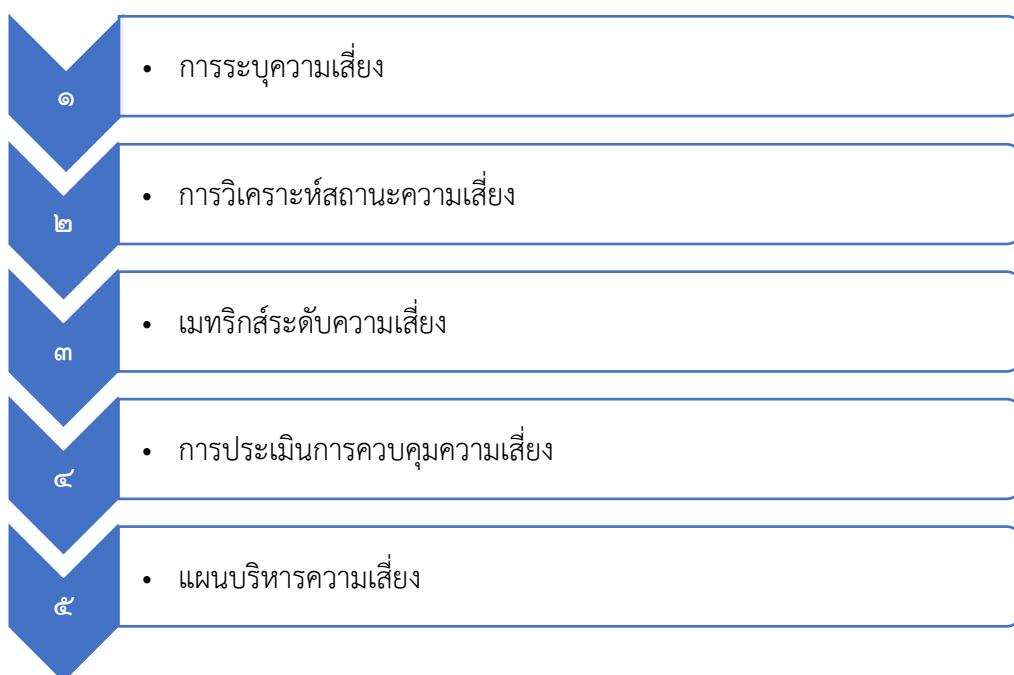 ๑
• การระบุความเสี่ยง
๒
• การวิเคราะห์สถานะความเสี่ยง
๓
• เมทริกส์ระดับความเสี่ยง
๔
• การประเมินการควบคุมความเสี่ยง
๕
• แผนบริหารความเสี่ยง